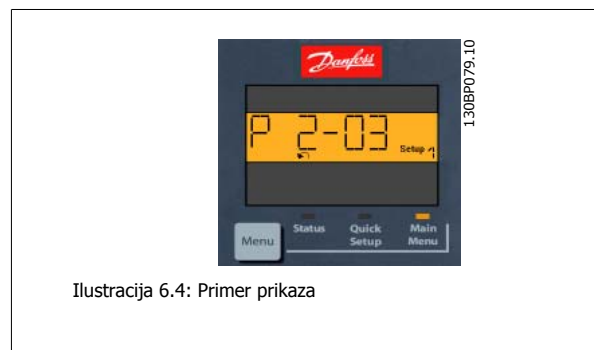 Danfoss
130BP079.10
P 2-03
Setup 1
Menu
Status
Quick Setup
Main Menu
Ilustracija 6.4: Primer prikaza